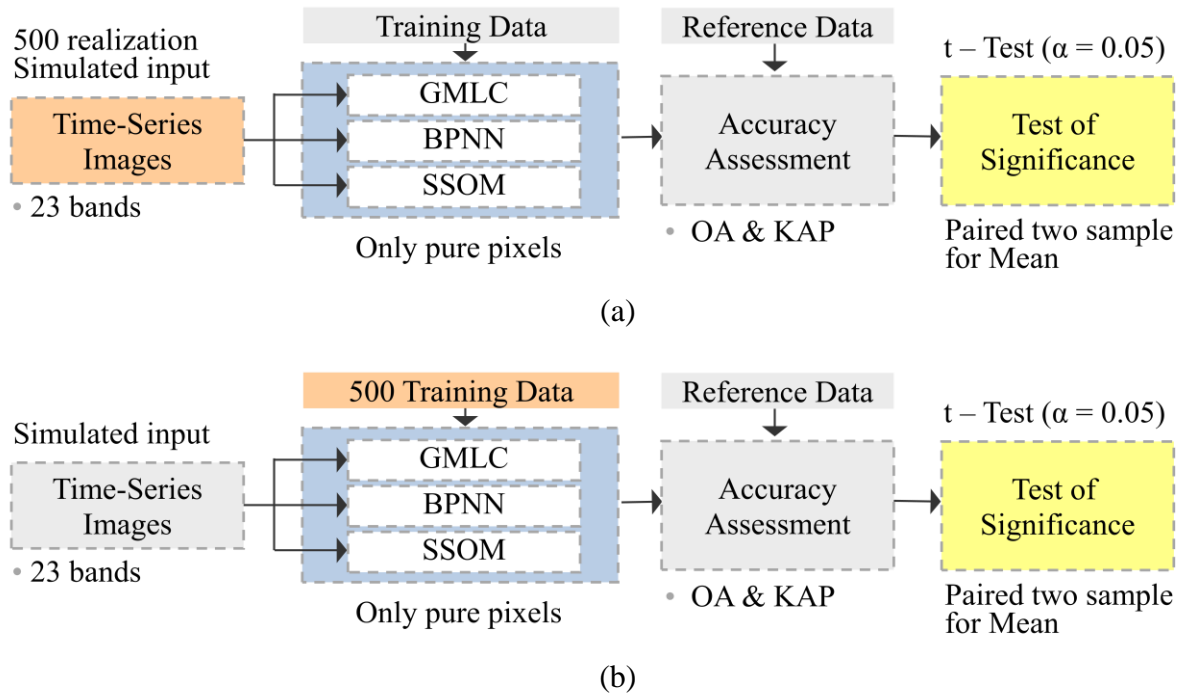 Training Data
Reference Data
500 realization
Simulated input
t – Test (α = 0.05)
Time-Series
Images
GMLC
BPNN
SSOM
Accuracy
Assessment
Test of
Significance
• 23 bands
Only pure pixels
• OA & KAP
Paired two sample
for Mean
(a)
500 Training Data
Reference Data
Simulated input
t – Test (α = 0.05)
Time-Series
Images
GMLC
BPNN
SSOM
Accuracy
Assessment
Test of
Significance
• 23 bands
Only pure pixels
• OA & KAP
Paired two sample
for Mean
(b)